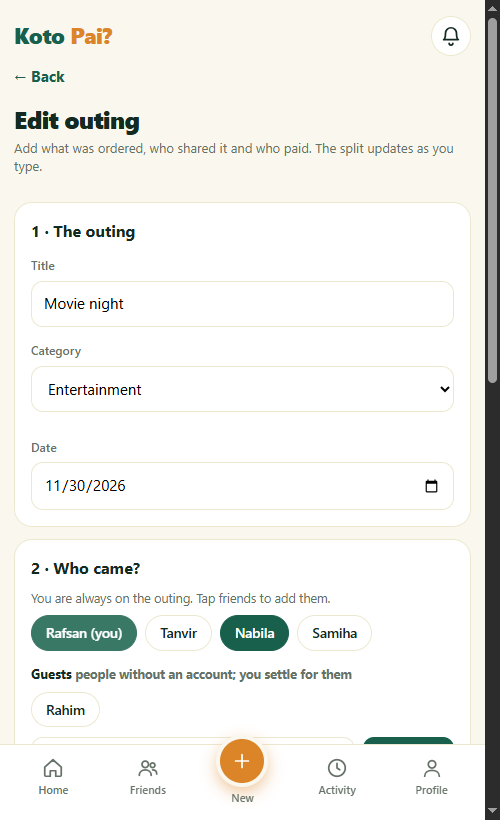 Koto Pai?
← Back
Edit outing
Add what was ordered, who shared it and who paid. The split updates as you
type.
1 · The outing
Title
Movie night
Category
Entertainment
Date
11/30/2026
2 · Who came?
You are always on the outing. Tap friends to add them.
Rafsan (you) Tanvir Nabila Samiha
Guests people without an account; you settle for them
Rahim
Home Friends New Activity Profile